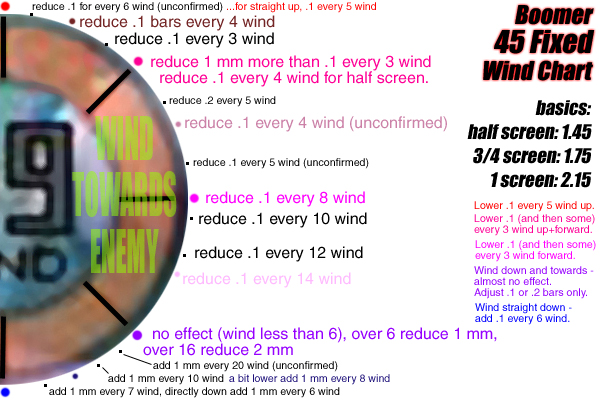 reduce .1 for every 6 wind (unconfirmed) ...for straight up, .1 every 5 wind
reduce .1 bars every 4 wind
reduce .1 every 3 wind
reduce 1 mm more than .1 every 3 wind
reduce .1 every 4 wind for half screen.
reduce .2 every 5 wind
reduce .1 every 4 wind (unconfirmed)
reduce .1 every 5 wind (unconfirmed)
reduce .1 every 8 wind
reduce .1 every 10 wind
reduce .1 every 12 wind
reduce .1 every 14 wind
no effect (wind less than 6), over 6 reduce 1 mm,
over 16 reduce 2 mm
add 1 mm every 20 wind (unconfirmed)
add 1 mm every 10 wind a bit lower add 1 mm every 8 wind
add 1 mm every 7 wind, directly down add 1 mm every 6 wind
WIND
TOWARDS
ENEMY
9
ND
Boomer
45 Fixed
Wind Chart
basics:
half screen: 1.45
3/4 screen: 1.75
1 screen: 2.15
Lower .1 every 5 wind up.
Lower .1 (and then some)
every 3 wind up+forward.
Lower .1 (and then some)
every 3 wind forward.
Wind down and towards -
almost no effect.
Adjust .1 or .2 bars only.
Wind straight down -
add .1 every 6 wind.